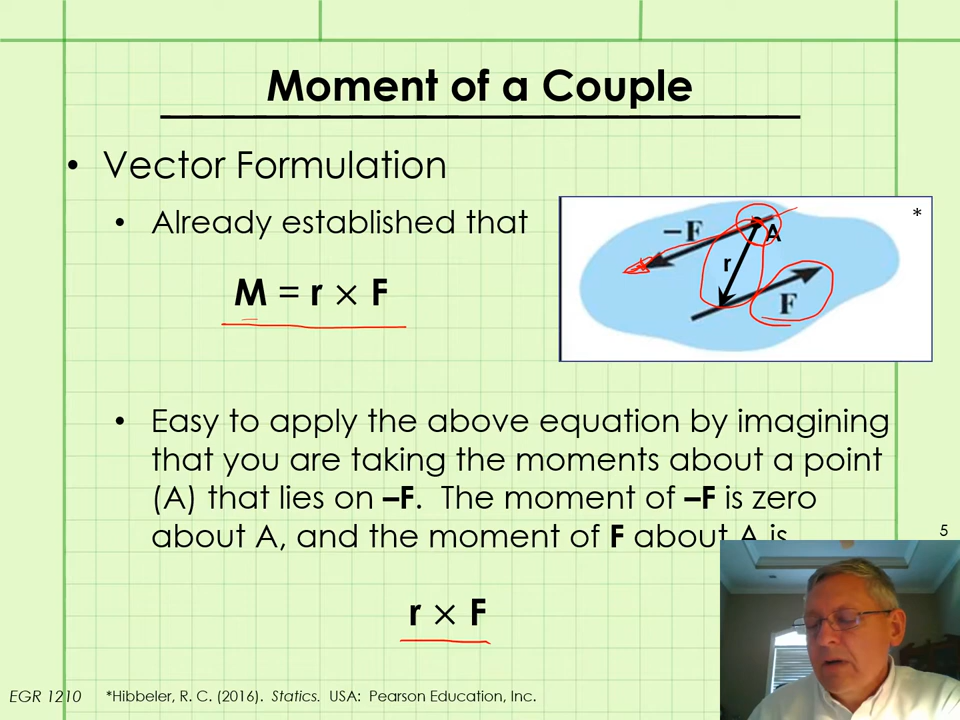 Moment of a Couple
• Vector Formulation
• Already established that
M = r × F
*
–F
A
r
F
• Easy to apply the above equation by imagining
that you are taking the moments about a point
(A) that lies on –F. The moment of –F is zero
about A, and the moment of F about A is
r × F
5
EGR 1210 *Hibbeler, R. C. (2016). Statics. USA: Pearson Education, Inc.